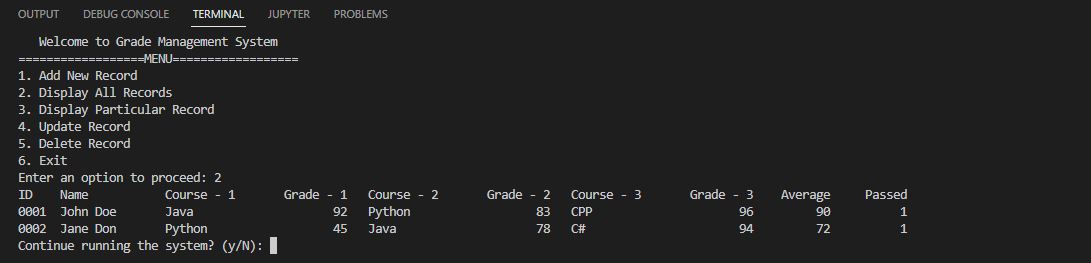 OUTPUT DEBUG CONSOLE TERMINAL JUPYTER PROBLEMS
Welcome to Grade Management System
==================MENU==================
1. Add New Record
2. Display All Records
3. Display Particular Record
4. Update Record
5. Delete Record
6. Exit
Enter an option to proceed: 2
ID Name Course - 1 Grade - 1 Course - 2 Grade - 2 Course - 3 Grade - 3 Average Passed
0001 John Doe Java 92 Python 83 CPP 96 90 1
0002 Jane Don Python 45 Java 78 C# 94 72 1
Continue running the system? (y/N):